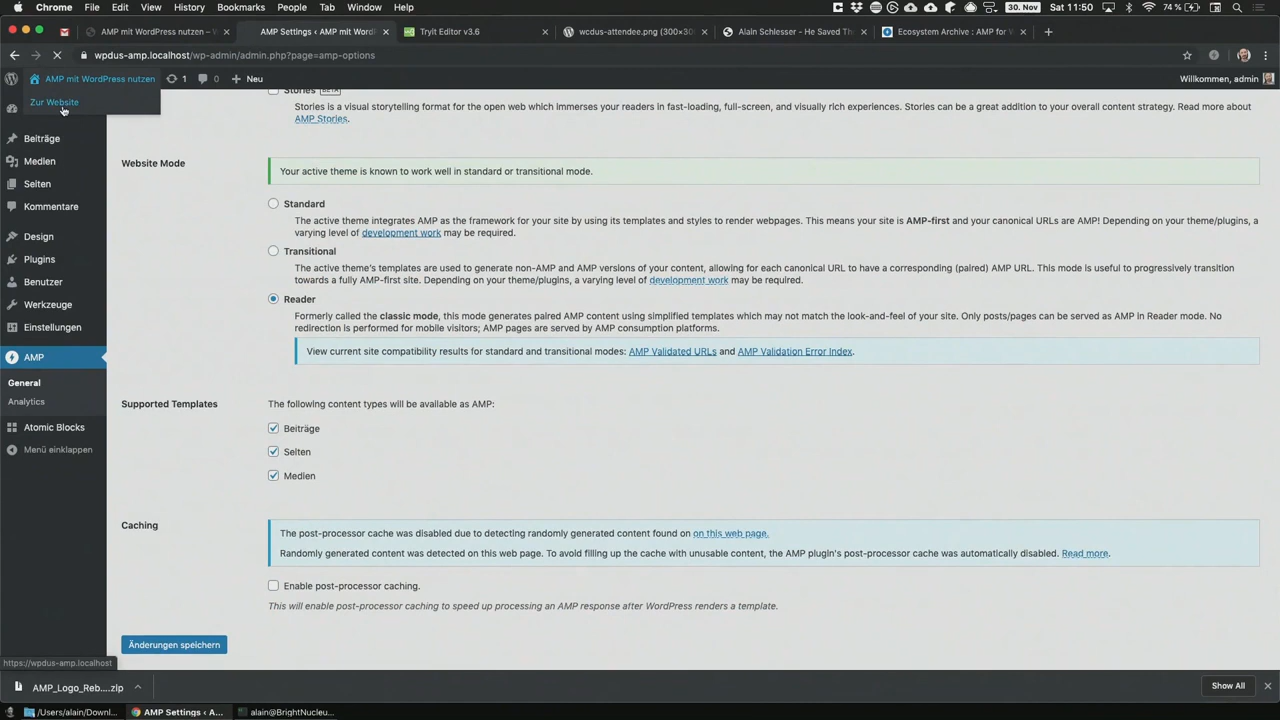 Chrome File Edit View History Bookmarks People Tab Window Help
74 % 30. Nov Sat 11:50
AMP mit WordPress nutzen –
AMP Settings ‹ AMP mit Word
Tryit Editor v3.6
wcdus-attendee.png (300×30
Alain Schlesser - He Saved Th
Ecosystem Archive : AMP for W
wpdus-amp.localhost/wp-admin/admin.php?page=amp-options
AMP mit WordPress nutzen 1 0 Neu
Willkommen, admin
Zur Website
Beiträge
Medien
Seiten
Kommentare
Design
Plugins
Benutzer
Werkzeuge
Einstellungen
AMP
General
Analytics
Atomic Blocks
Menü einklappen
Stories BETA
Stories is a visual storytelling format for the open web which immerses your readers in fast-loading, full-screen, and visually rich experiences. Stories can be a great addition to your overall content strategy. Read more about
AMP Stories.
Website Mode
Your active theme is known to work well in standard or transitional mode.
Standard
The active theme integrates AMP as the framework for your site by using its templates and styles to render webpages. This means your site is AMP-first and your canonical URLs are AMP! Depending on your theme/plugins, a
varying level of development work may be required.
Transitional
The active theme's templates are used to generate non-AMP and AMP versions of your content, allowing for each canonical URL to have a corresponding (paired) AMP URL. This mode is useful to progressively transition
towards a fully AMP-first site. Depending on your theme/plugins, a varying level of development work may be required.
Reader
Formerly called the classic mode, this mode generates paired AMP content using simplified templates which may not match the look-and-feel of your site. Only posts/pages can be served as AMP in Reader mode. No
redirection is performed for mobile visitors; AMP pages are served by AMP consumption platforms.
View current site compatibility results for standard and transitional modes: AMP Validated URLs and AMP Validation Error Index.
Supported Templates
The following content types will be available as AMP:
Beiträge
Seiten
Medien
Caching
The post-processor cache was disabled due to detecting randomly generated content found on on this web page.
Randomly generated content was detected on this web page. To avoid filling up the cache with unusable content, the AMP plugin's post-processor cache was automatically disabled. Read more.
Enable post-processor caching.
This will enable post-processor caching to speed up processing an AMP response after WordPress renders a template.
Änderungen speichern
https://wpdus-amp.localhost
AMP_Logo_Reb....zip
Show All
/Users/alain/Downl...
AMP Settings ‹ A...
alain@BrightNucleu...